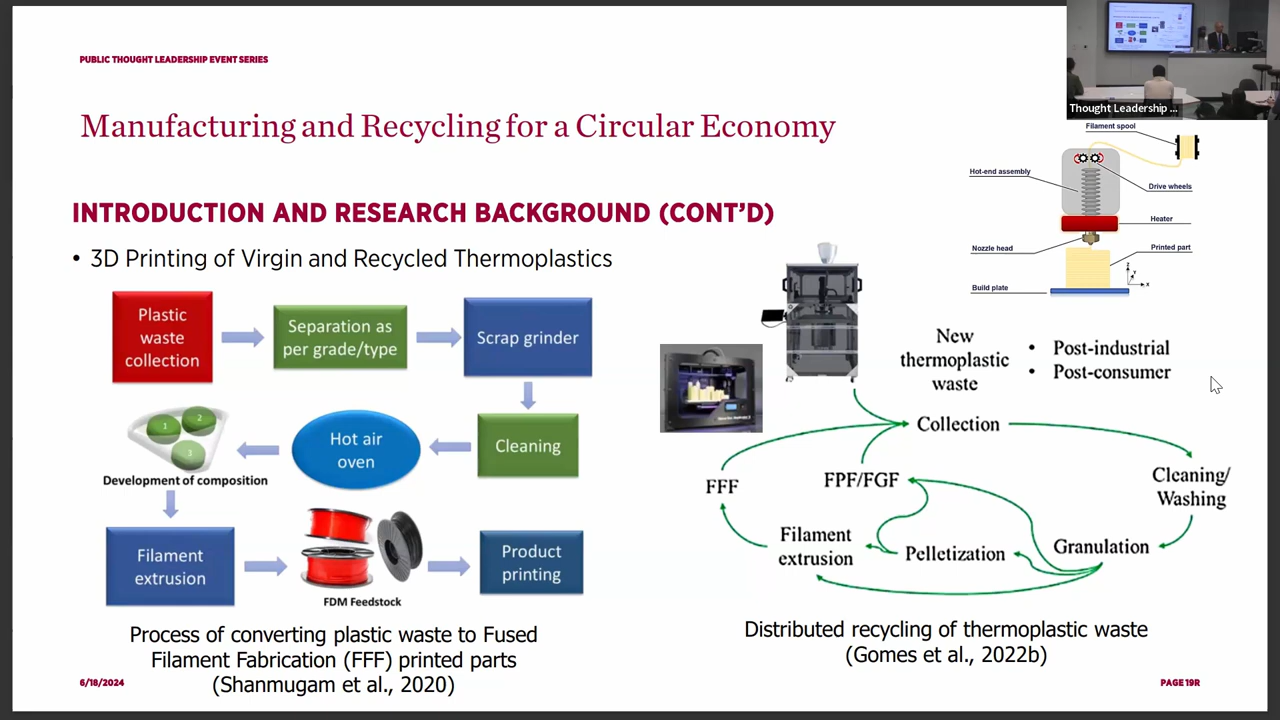 PUBLIC THOUGHT LEADERSHIP EVENT SERIES
Thought Leadership ...
Manufacturing and Recycling for a Circular Economy
INTRODUCTION AND RESEARCH BACKGROUND (CONT'D)
• 3D Printing of Virgin and Recycled Thermoplastics
Plastic
waste
collection
Separation as
per grade/type
Scrap grinder
Cleaning
Hot air
oven
1
2
3
Development of composition
Filament
extrusion
FDM Feedstock
Product
printing
Process of converting plastic waste to Fused
Filament Fabrication (FFF) printed parts
(Shanmugam et al., 2020)
Filament spool
Hot-end assembly
Drive wheels
Heater
Nozzle head
Printed part
Build plate
z
y
x
New
thermoplastic
waste
• Post-industrial
• Post-consumer
Collection
Cleaning/
Washing
Granulation
Pelletization
Filament
extrusion
FPF/FGF
FFF
Distributed recycling of thermoplastic waste
(Gomes et al., 2022b)
6/18/2024
PAGE 19R